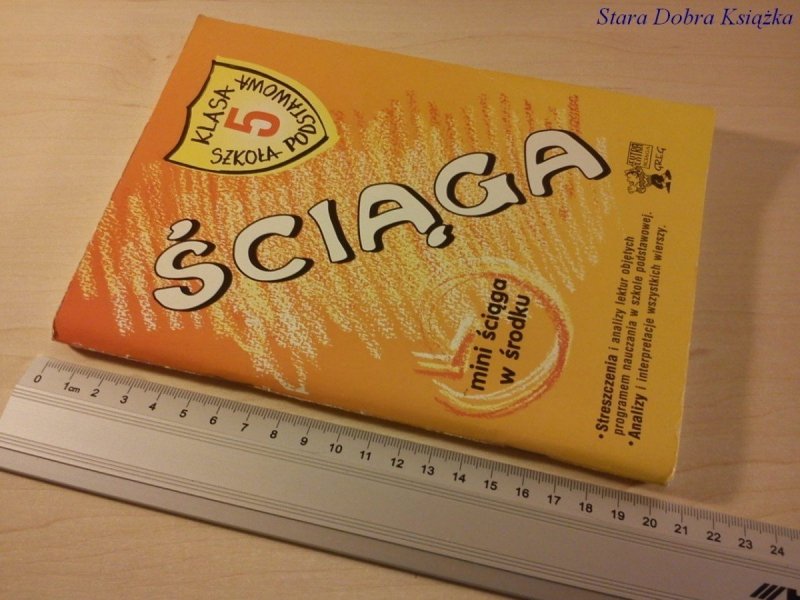 Stara Dobra Książka
KLASA
5
SZKOŁA PODSTAWOWA
ŚCIĄGA
GREG
mini ściąga
w środku
• Streszczenia i analizy lektur objętych
programem nauczania w szkole podstawowej.
• Analizy i interpretacje wszystkich wierszy.
0 1cm 2 3 4 5 6 7 8 9 10 11 12 13 14 15 16 17 18 19 20 21 22 23 24